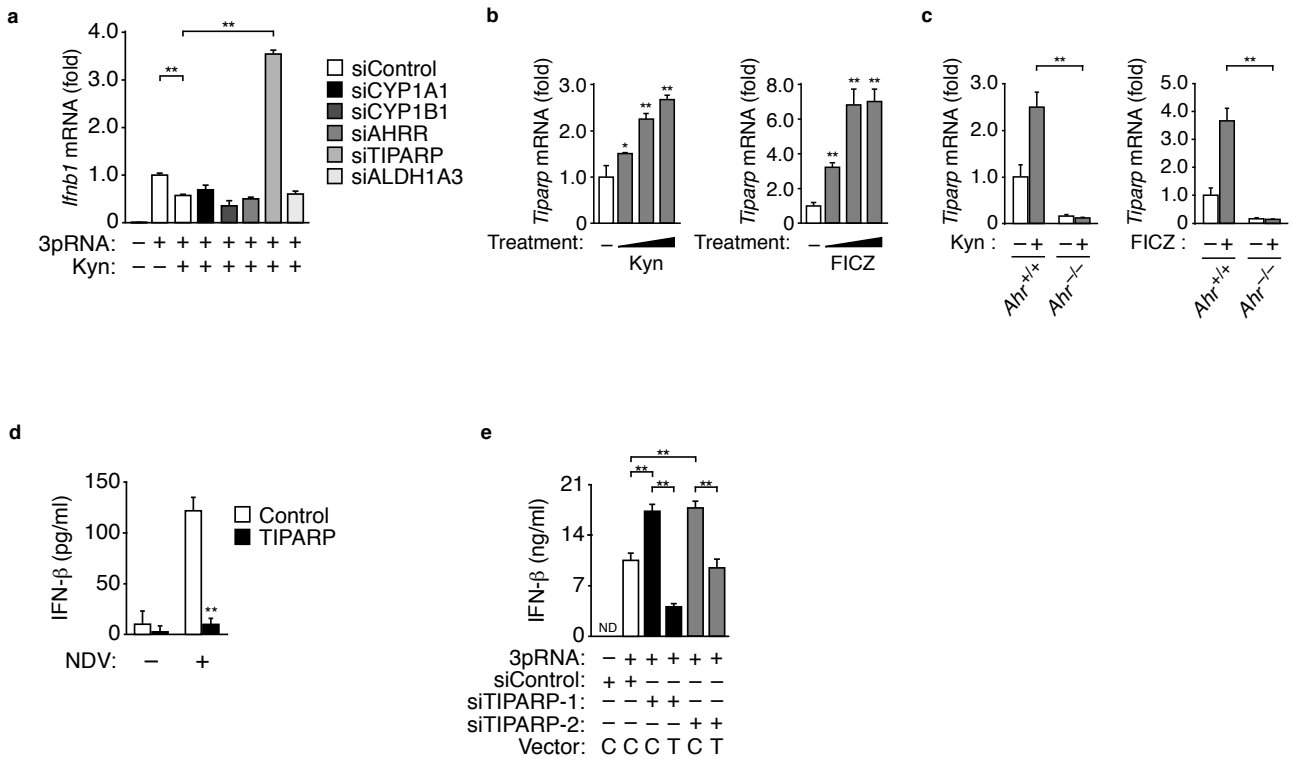 a
**
**
4.0
3.0
2.0
1.0
0
Ifnb1 mRNA (fold)
3pRNA: – + + + + + + +
Kyn: – – + + + + + +
siControl
siCYP1A1
siCYP1B1
siAHRR
siTIPARP
siALDH1A3
b
3.0
2.0
1.0
0
Tiparp mRNA (fold)
* ** **
Treatment: –
Kyn
8.0
6.0
4.0
2.0
0
Tiparp mRNA (fold)
** ** **
Treatment: –
FICZ
c
**
3.0
2.0
1.0
0
Tiparp mRNA (fold)
Kyn : – + – +
Ahr+/+ Ahr–/–
**
5.0
4.0
3.0
2.0
1.0
0
Tiparp mRNA (fold)
FICZ : – + – +
Ahr+/+ Ahr–/–
d
150
100
50
0
IFN-β (pg/ml)
**
NDV: – +
Control
TIPARP
e
**
** ** **
21
14
7
0
IFN-β (ng/ml)
ND
3pRNA: – + + + + +
siControl: + + – – – –
siTIPARP-1: – – + + – –
siTIPARP-2: – – – – + +
Vector: C C C T C T